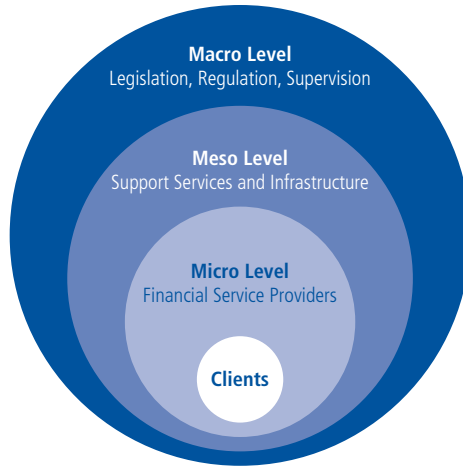 Macro Level
Legislation, Regulation, Supervision
Meso Level
Support Services and Infrastructure
Micro Level
Financial Service Providers
Clients